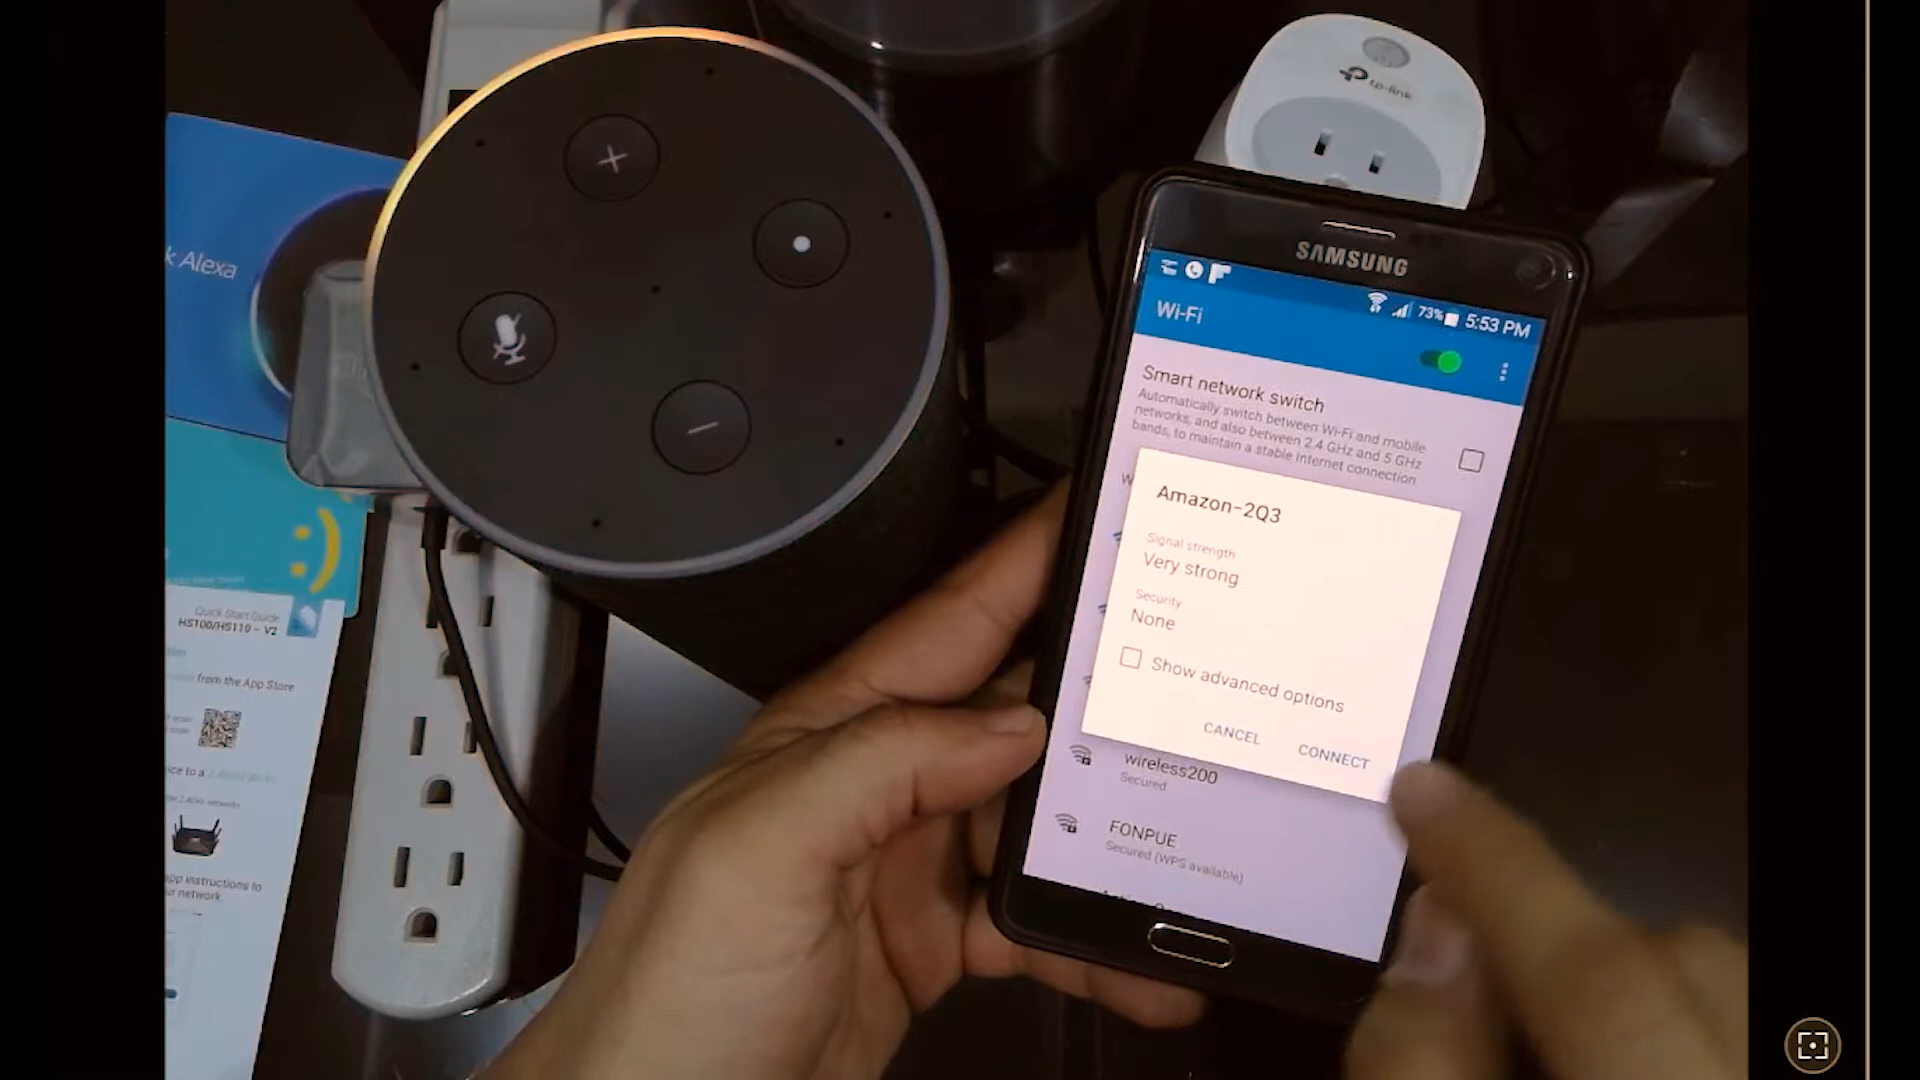 k Alexa
Quick Start Guide
HS100/HS110 - V2
from the App Store
app instructions to
ur network.
tp-link
SAMSUNG
73% 5:53 PM
Wi-Fi
Smart network switch
Automatically switch between Wi-Fi and mobile
networks, and also between 2.4 GHz and 5 GHz
bands, to maintain a stable Internet connection
W
Amazon-2Q3
Signal strength
Very strong
Security
None
Show advanced options
CANCEL
CONNECT
wireless200
Secured
FONPUE
Secured (WPS available)